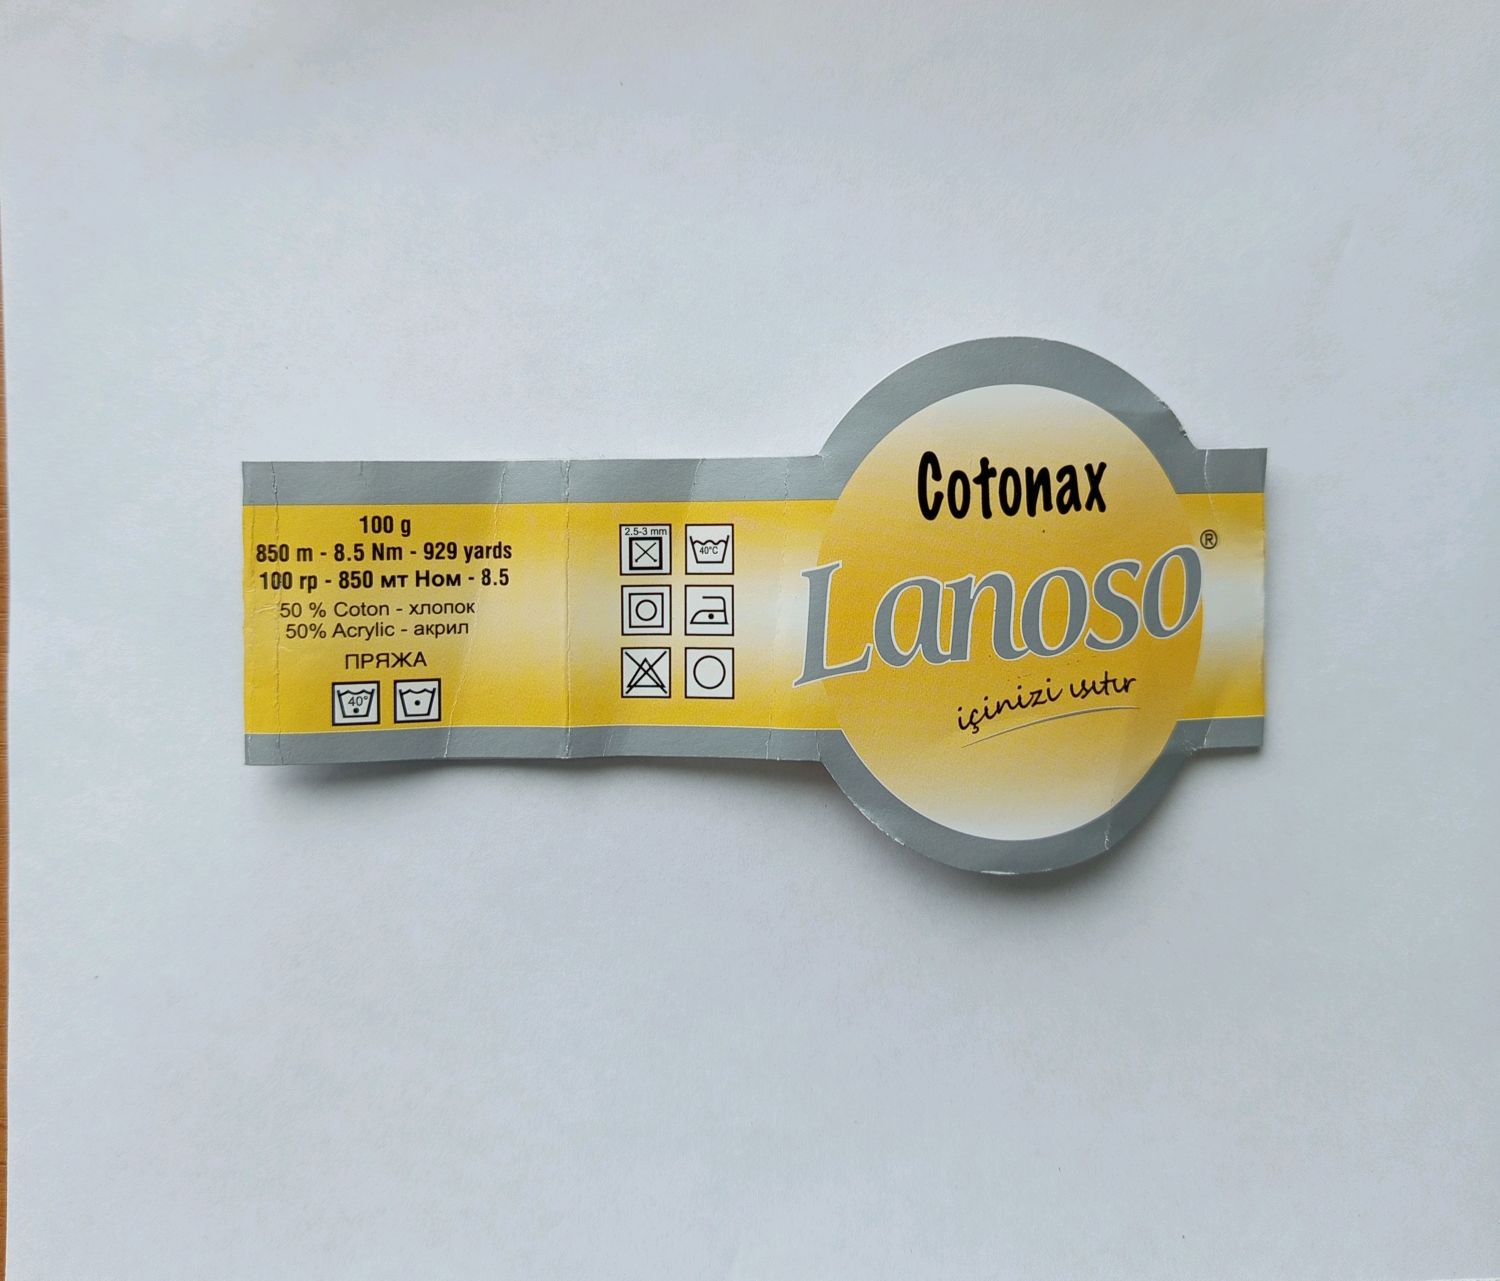 100 g
850 m - 8.5 Nm - 929 yards
100 гр - 850 мт Ном - 8.5
50 % Coton - хлопок
50% Acrylic - акрил
ПРЯЖА
40°
2.5-3 mm
40°C
Cotonax
Lanoso®
içinizi ısıtır